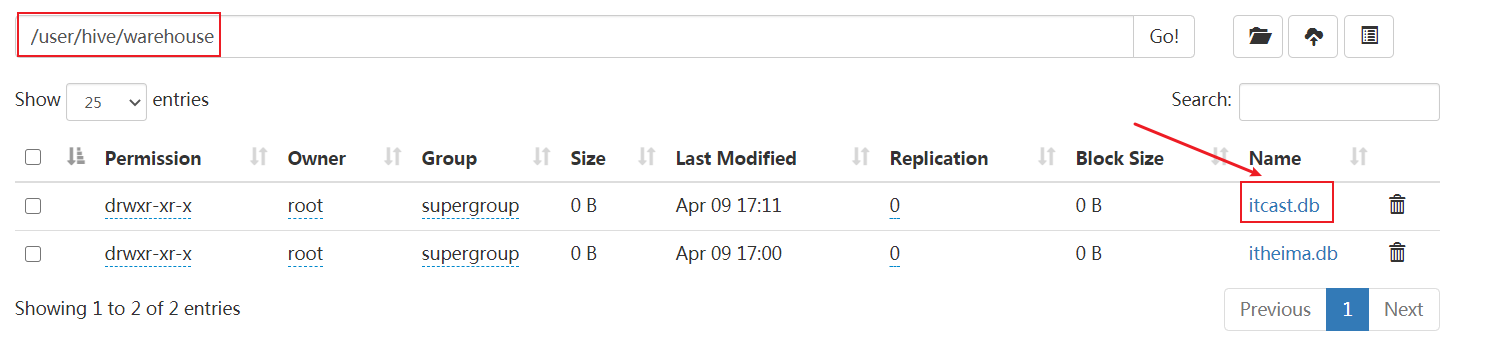 /user/hive/warehouse Go!
Show 25 entries Search:
Permission Owner Group Size Last Modified Replication Block Size Name
drwxr-xr-x root supergroup 0 B Apr 09 17:11 0 0 B itcast.db
drwxr-xr-x root supergroup 0 B Apr 09 17:00 0 0 B itheima.db
Showing 1 to 2 of 2 entries Previous 1 Next